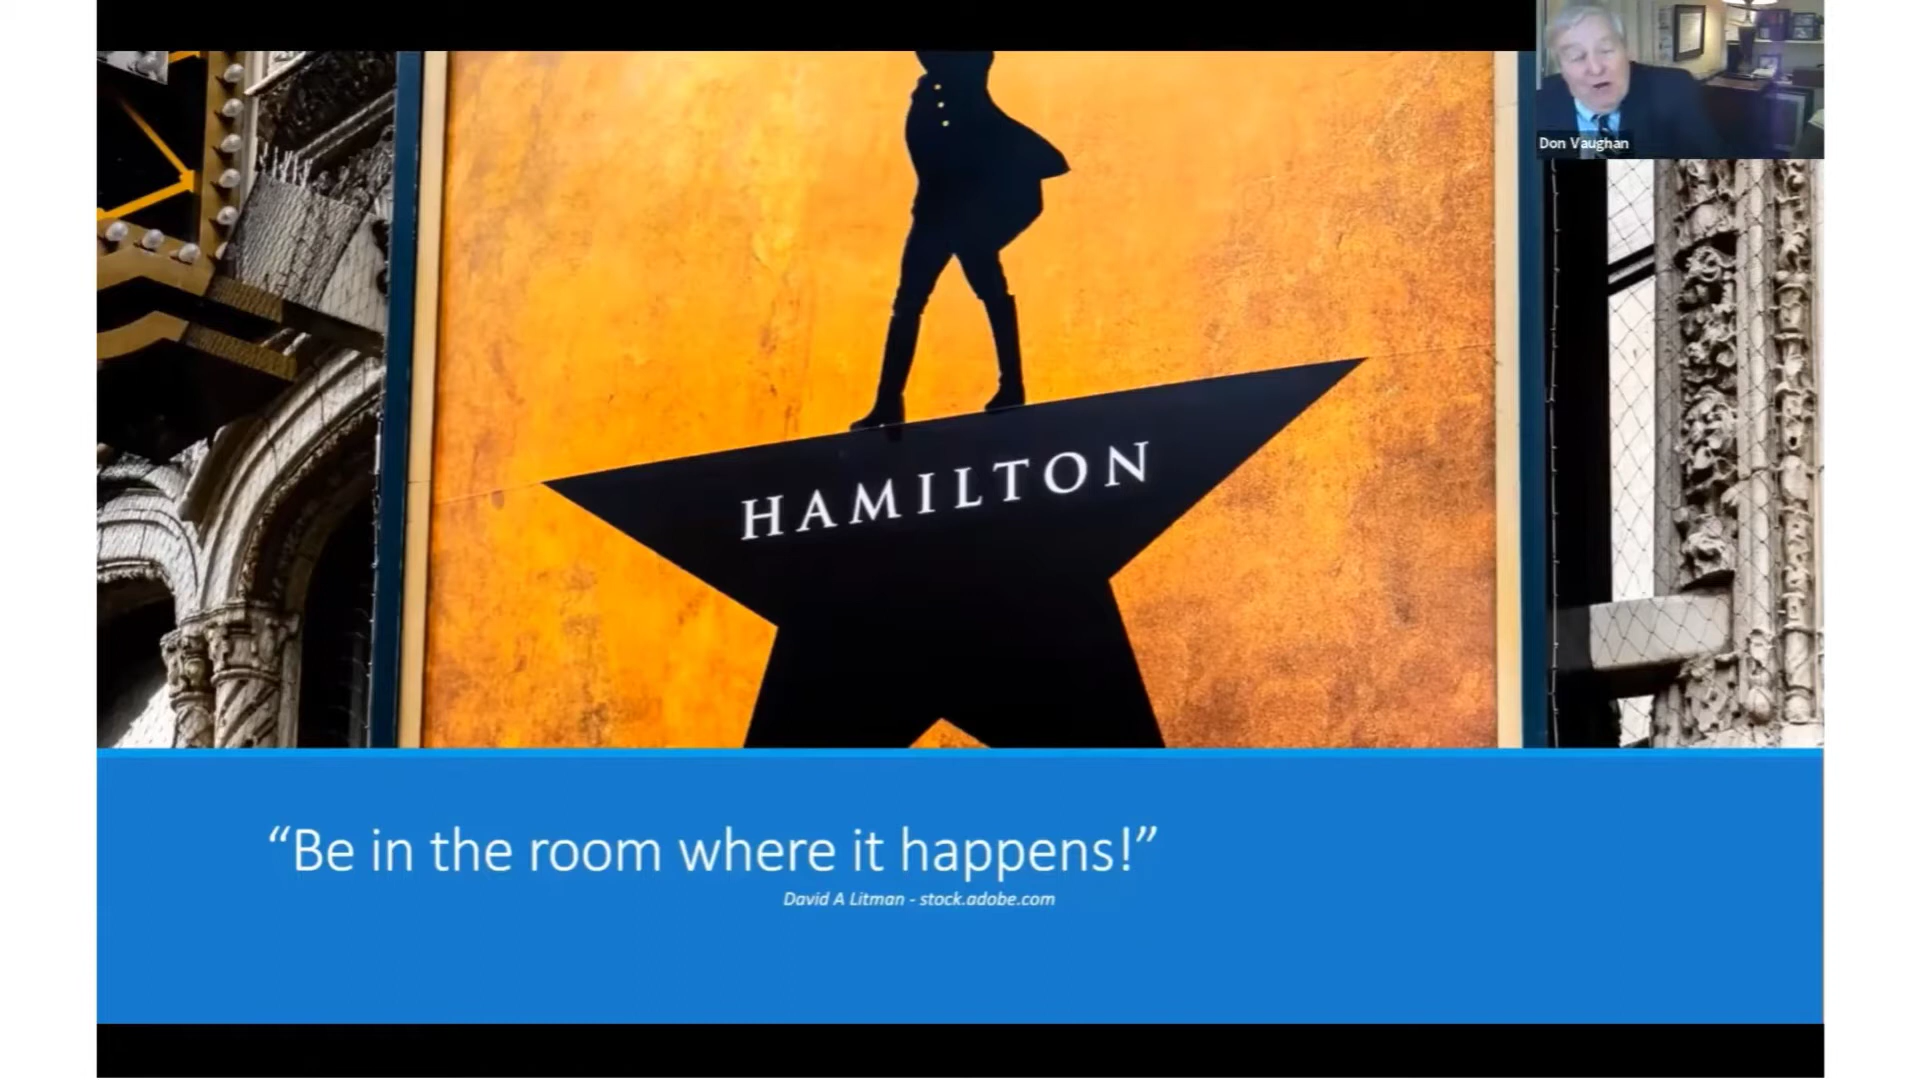 Don Vaughan
HAMILTON
“Be in the room where it happens!”
David A Litman - stock.adobe.com